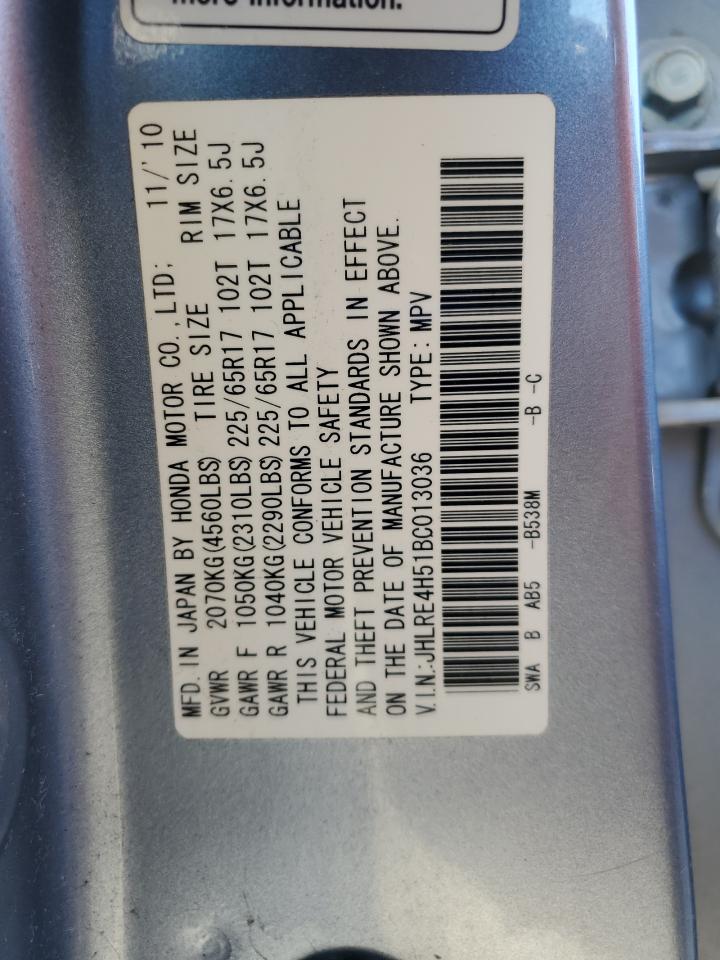 more information.
MFD. IN JAPAN BY HONDA MOTOR CO., LTD; 11/'10
GVWR 2070KG(4560LBS) TIRE SIZE RIM SIZE
GAWR F 1050KG(2310LBS) 225/65R17 102T 17X6.5J
GAWR R 1040KG(2290LBS) 225/65R17 102T 17X6.5J
THIS VEHICLE CONFORMS TO ALL APPLICABLE
FEDERAL MOTOR VEHICLE SAFETY
AND THEFT PREVENTION STANDARDS IN EFFECT
ON THE DATE OF MANUFACTURE SHOWN ABOVE.
V.I.N.:JHLRE4H51BC013036 TYPE: MPV
SWA B AB5 -B538M -B -C